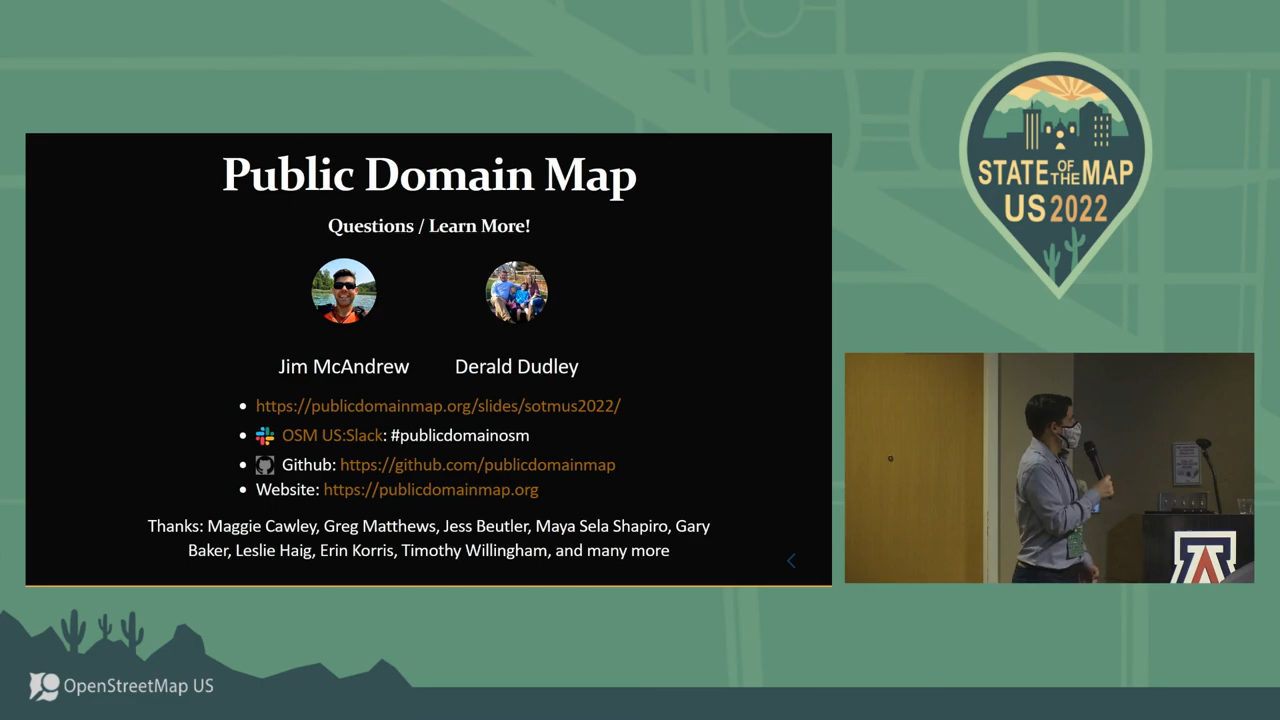 Public Domain Map
Questions / Learn More!
Jim McAndrew
Derald Dudley
https://publicdomainmap.org/slides/sotmus2022/
OSM US:Slack: #publicdomainosm
Github: https://github.com/publicdomainmap
Website: https://publicdomainmap.org
Thanks: Maggie Cawley, Greg Matthews, Jess Beutler, Maya Sela Shapiro, Gary
Baker, Leslie Haig, Erin Korris, Timothy Willingham, and many more
STATE OF THE MAP
US 2022
A
OpenStreetMap US